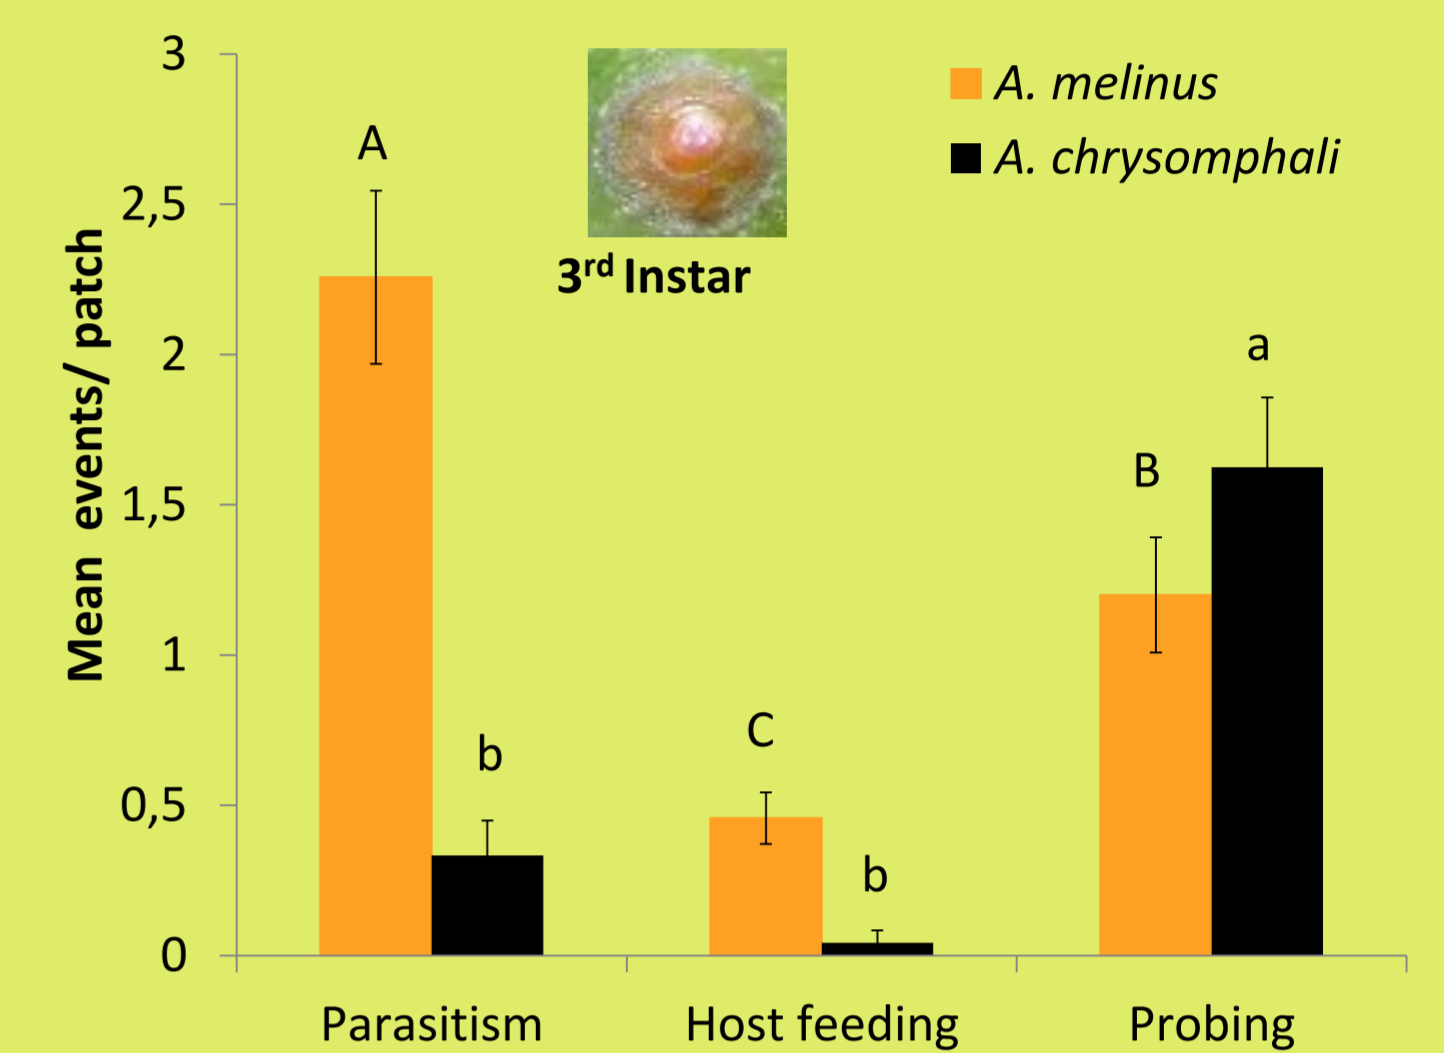 3
A. melinus
A
A. chrysomphali
2,5
3rd Instar
2
a
Mean events/ patch
1,5
B
1
C
b
0,5
b
0
Parasitism
Host feeding
Probing